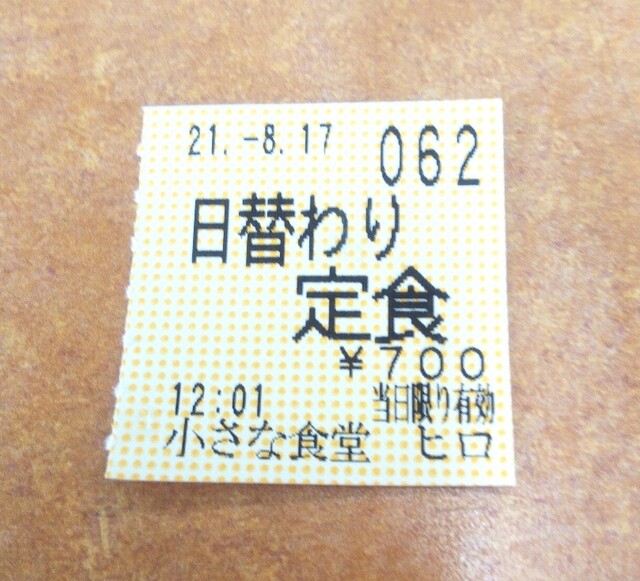 21.-8.17 062
日替わり
定食
¥700
12:01 当日限り有効
小さな食堂 ヒロ